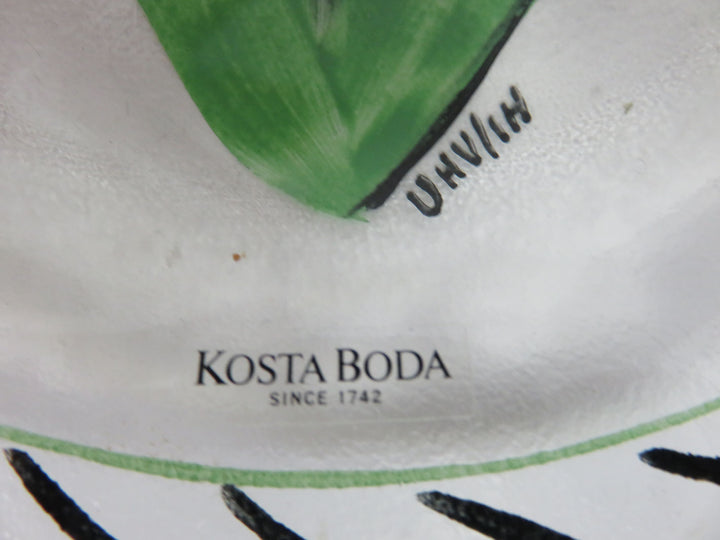 UHV/IH
KOSTA BODA
SINCE 1742